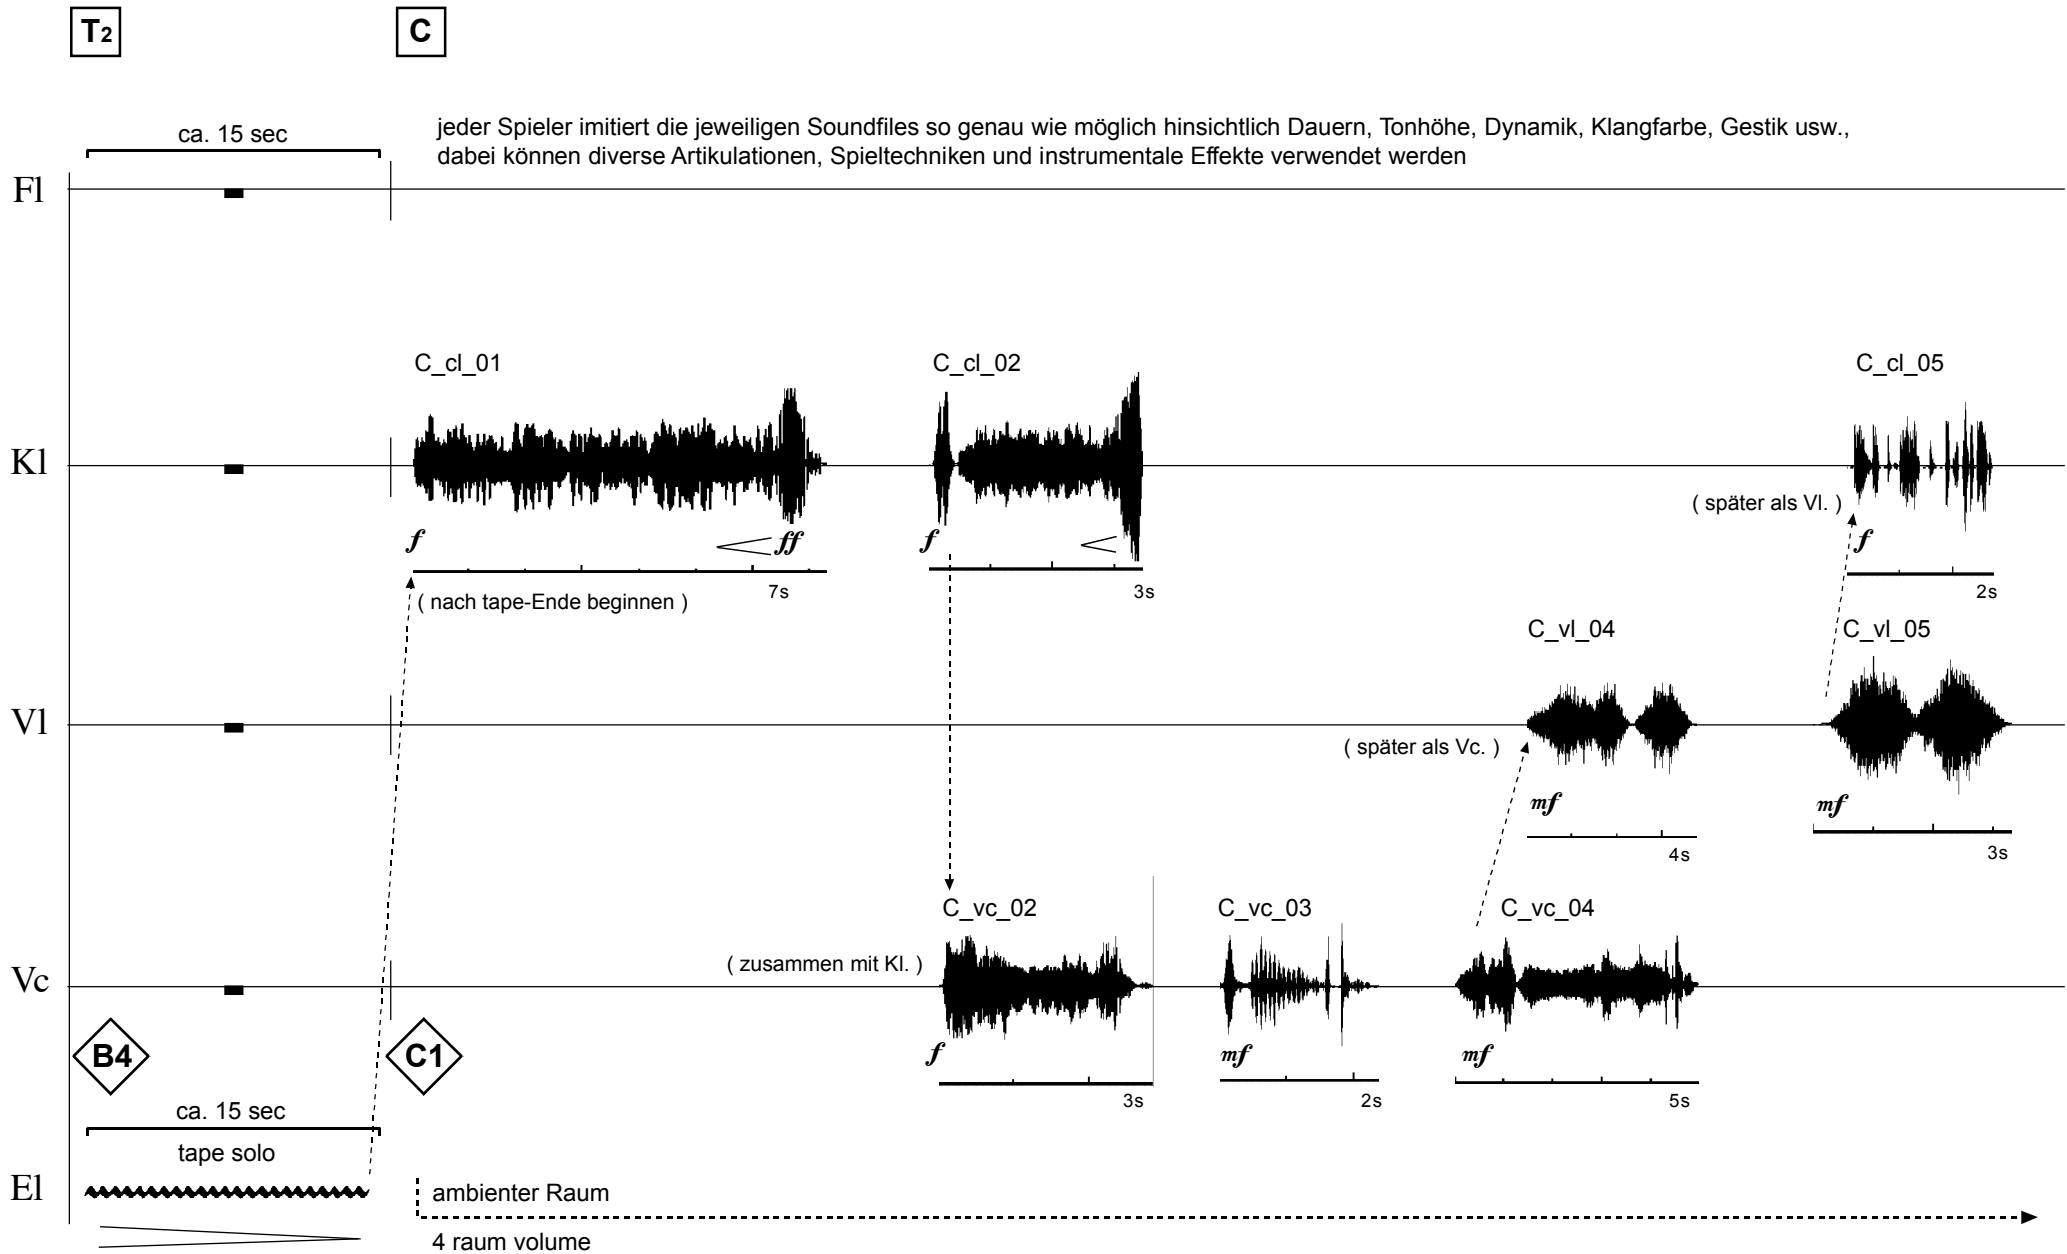 T2
C
jeder Spieler imitiert die jeweiligen Soundfiles so genau wie möglich hinsichtlich Dauern, Tonhöhe, Dynamik, Klangfarbe, Gestik usw.,
dabei können diverse Artikulationen, Spieltechniken und instrumentale Effekte verwendet werden
ca. 15 sec
Fl
C_cl_01
C_cl_02
C_cl_05
Kl
( später als Vl. )
f
ff
f
f
7s
3s
2s
( nach tape-Ende beginnen )
C_vl_04
C_vl_05
Vl
( später als Vc. )
mf
mf
4s
3s
C_vc_02
C_vc_03
C_vc_04
( zusammen mit Kl. )
Vc
f
mf
mf
B4
C1
3s
2s
5s
ca. 15 sec
tape solo
El
ambienter Raum
4 raum volume